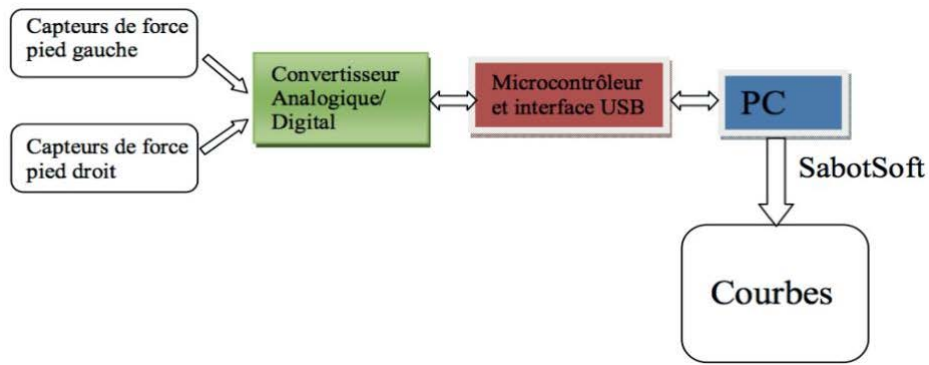 Capteurs de force
pied gauche
Capteurs de force
pied droit
Convertisseur
Analogique/
Digital
Microcontrôleur
et interface USB
PC
SabotSoft
Courbes